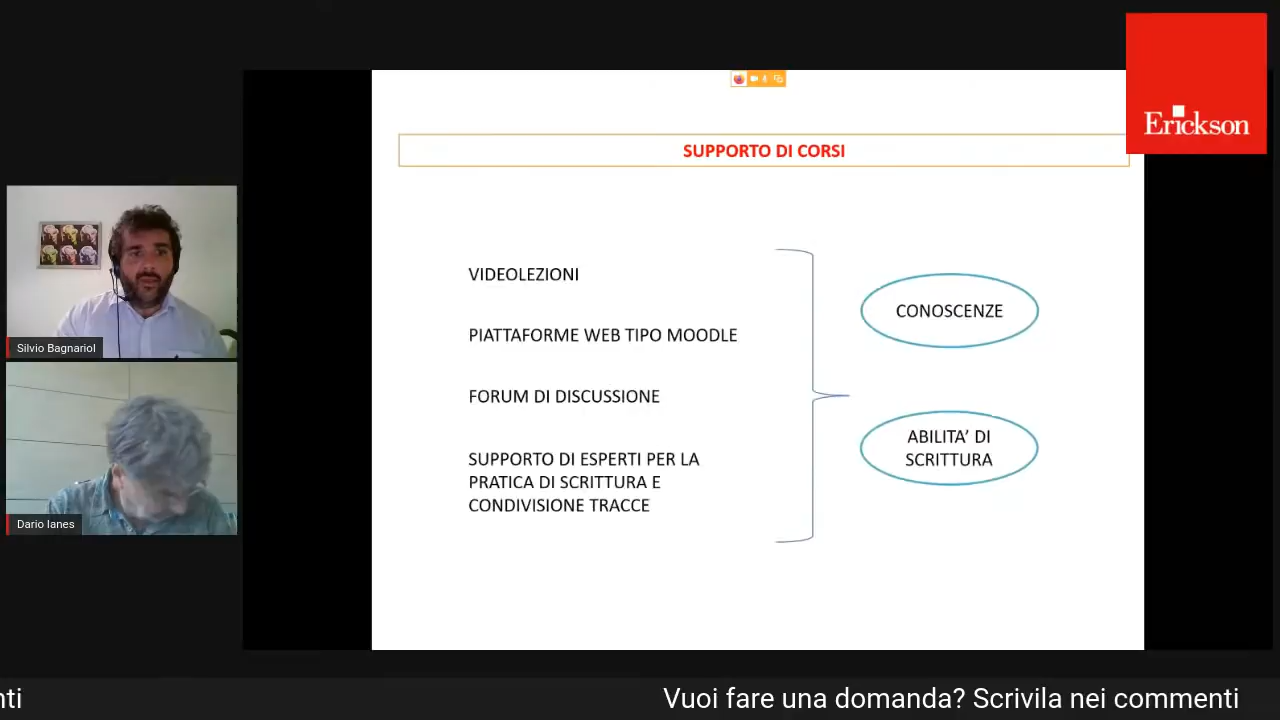 Erickson
SUPPORTO DI CORSI
VIDEOLEZIONI
PIATTAFORME WEB TIPO MOODLE
FORUM DI DISCUSSIONE
SUPPORTO DI ESPERTI PER LA
PRATICA DI SCRITTURA E
CONDIVISIONE TRACCE
CONOSCENZE
ABILITA’ DI
SCRITTURA
Silvio Bagnariol
Dario Ianes
nti
Vuoi fare una domanda? Scrivila nei commenti